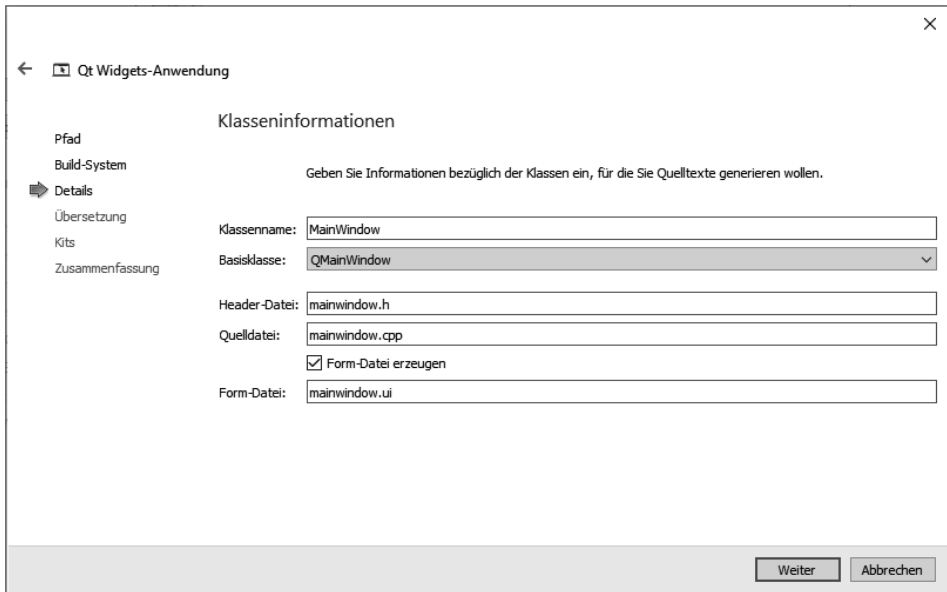 Qt Widgets-Anwendung
Klasseninformationen
Pfad
Build-System
Details
Übersetzung
Kits
Zusammenfassung
Geben Sie Informationen bezüglich der Klassen ein, für die Sie Quelltexte generieren wollen.
Klassenname: MainWindow
Basisklasse: QMainWindow
Header-Datei: mainwindow.h
Quelldatei: mainwindow.cpp
Form-Datei erzeugen
Form-Datei: mainwindow.ui
Weiter Abbrechen